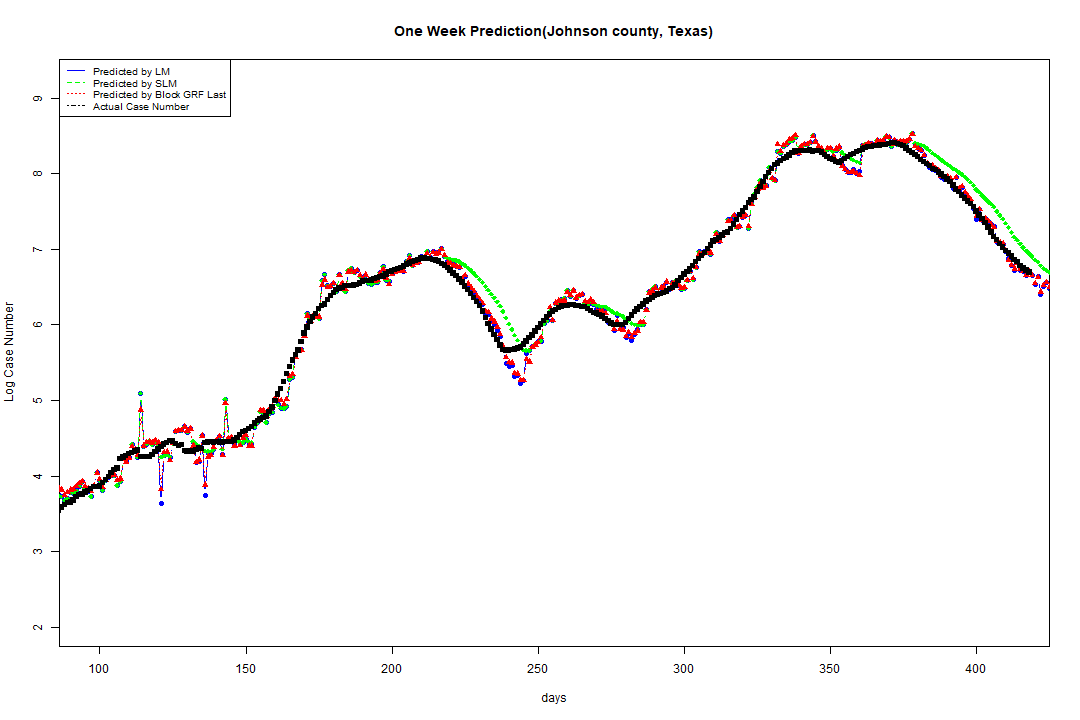 One Week Prediction(Johnson county, Texas)
Predicted by LM
Predicted by SLM
Predicted by Block GRF Last
Actual Case Number
9
8
7
6
5
4
3
2
Log Case Number
100 150 200 250 300 350 400
days